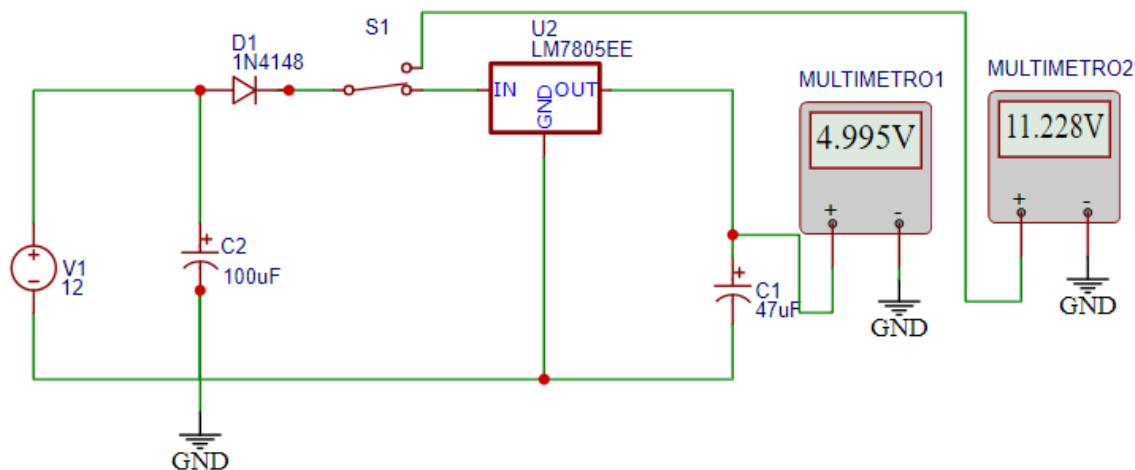 S1
U2
LM7805EE
D1
1N4148
IN
GND
OUT
MULTIMETRO1
4.995V
+
-
MULTIMETRO2
11.228V
+
-
V1
12
+
-
+
C2
100uF
+
C1
47uF
GND
GND
GND